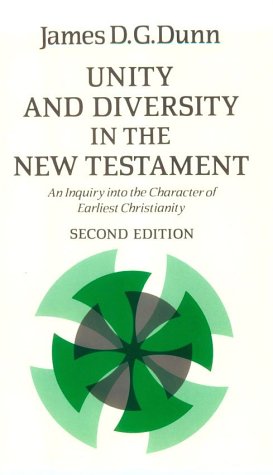 James D.G.Dunn
UNITY
AND DIVERSITY
IN THE
NEW TESTAMENT
An Inquiry into the Character of
Earliest Christianity
SECOND EDITION